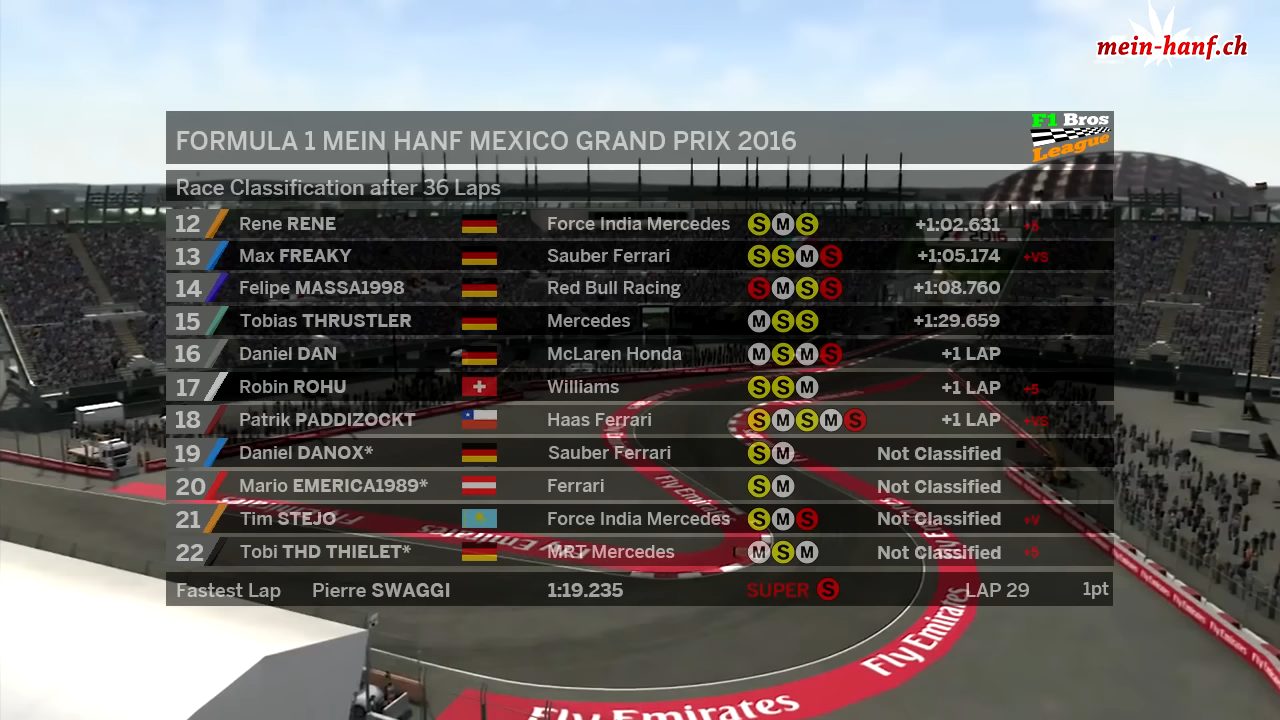 mein-hanf.ch
FORMULA 1 MEIN HANF MEXICO GRAND PRIX 2016
F1 Bros
League
Race Classification after 36 Laps
12 Rene RENE Force India Mercedes S M S +1:02.631 +5
13 Max FREAKY Sauber Ferrari S S M S +1:05.174 +VS
14 Felipe MASSA1998 Red Bull Racing S M S S +1:08.760
15 Tobias THRUSTLER Mercedes M S S +1:29.659
16 Daniel DAN McLaren Honda M S M S +1 LAP
17 Robin ROHU Williams S S M +1 LAP +5
18 Patrik PADDIZOCKT Haas Ferrari S M S M S +1 LAP +VS
19 Daniel DANOX* Sauber Ferrari S M Not Classified
20 Mario EMERICA1989* Ferrari S M Not Classified
21 Tim STEJO Force India Mercedes S M S Not Classified +V
22 Tobi THD THIELET* MRT Mercedes M S M Not Classified +5
Fastest Lap Pierre SWAGGI 1:19.235 SUPER S LAP 29 1pt
Fly Emirates
Fly Emirates
Fly Emirates